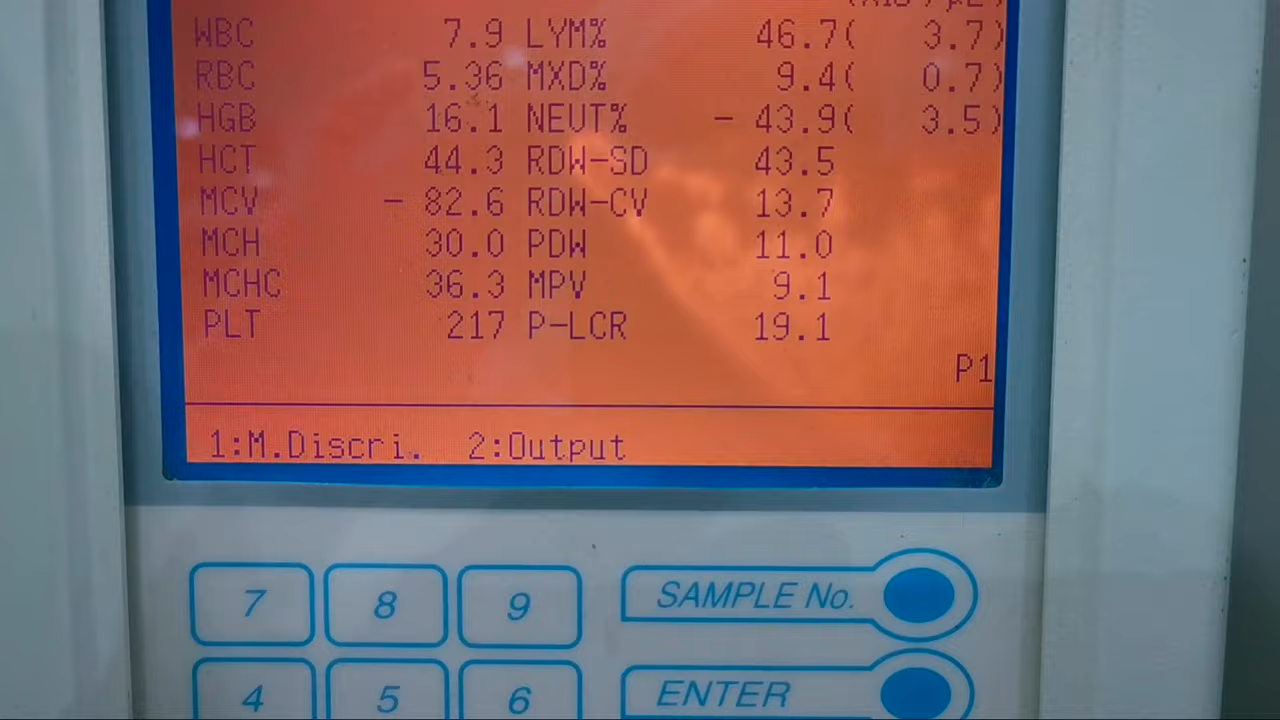 WBC 7.9 LYM% 46.7( 3.7)
RBC 5.36 MXD% 9.4( 0.7)
HGB 16.1 NEUT% - 43.9( 3.5)
HCT 44.3 RDW-SD 43.5
MCV - 82.6 RDW-CV 13.7
MCH 30.0 PDW 11.0
MCHC 36.3 MPV 9.1
PLT 217 P-LCR 19.1
P1
1:M.Discri. 2:Output
7 8 9 SAMPLE No.
4 5 6 ENTER